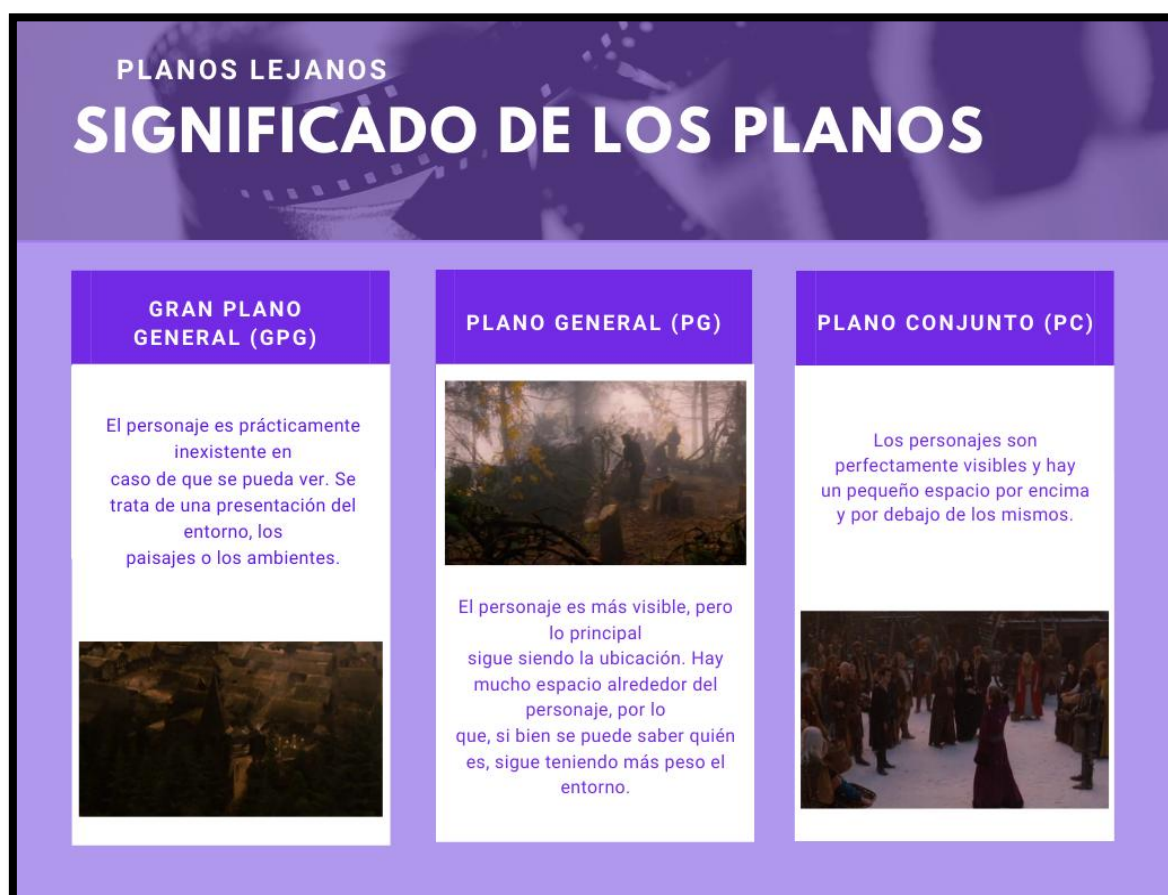 PLANOS LEJANOS
SIGNIFICADO DE LOS PLANOS
GRAN PLANO
GENERAL (GPG)
El personaje es prácticamente
inexistente en
caso de que se pueda ver. Se
trata de una presentación del
entorno, los
paisajes o los ambientes.
PLANO GENERAL (PG)
El personaje es más visible, pero
lo principal
sigue siendo la ubicación. Hay
mucho espacio alrededor del
personaje, por lo
que, si bien se puede saber quién
es, sigue teniendo más peso el
entorno.
PLANO CONJUNTO (PC)
Los personajes son
perfectamente visibles y hay
un pequeño espacio por encima
y por debajo de los mismos.